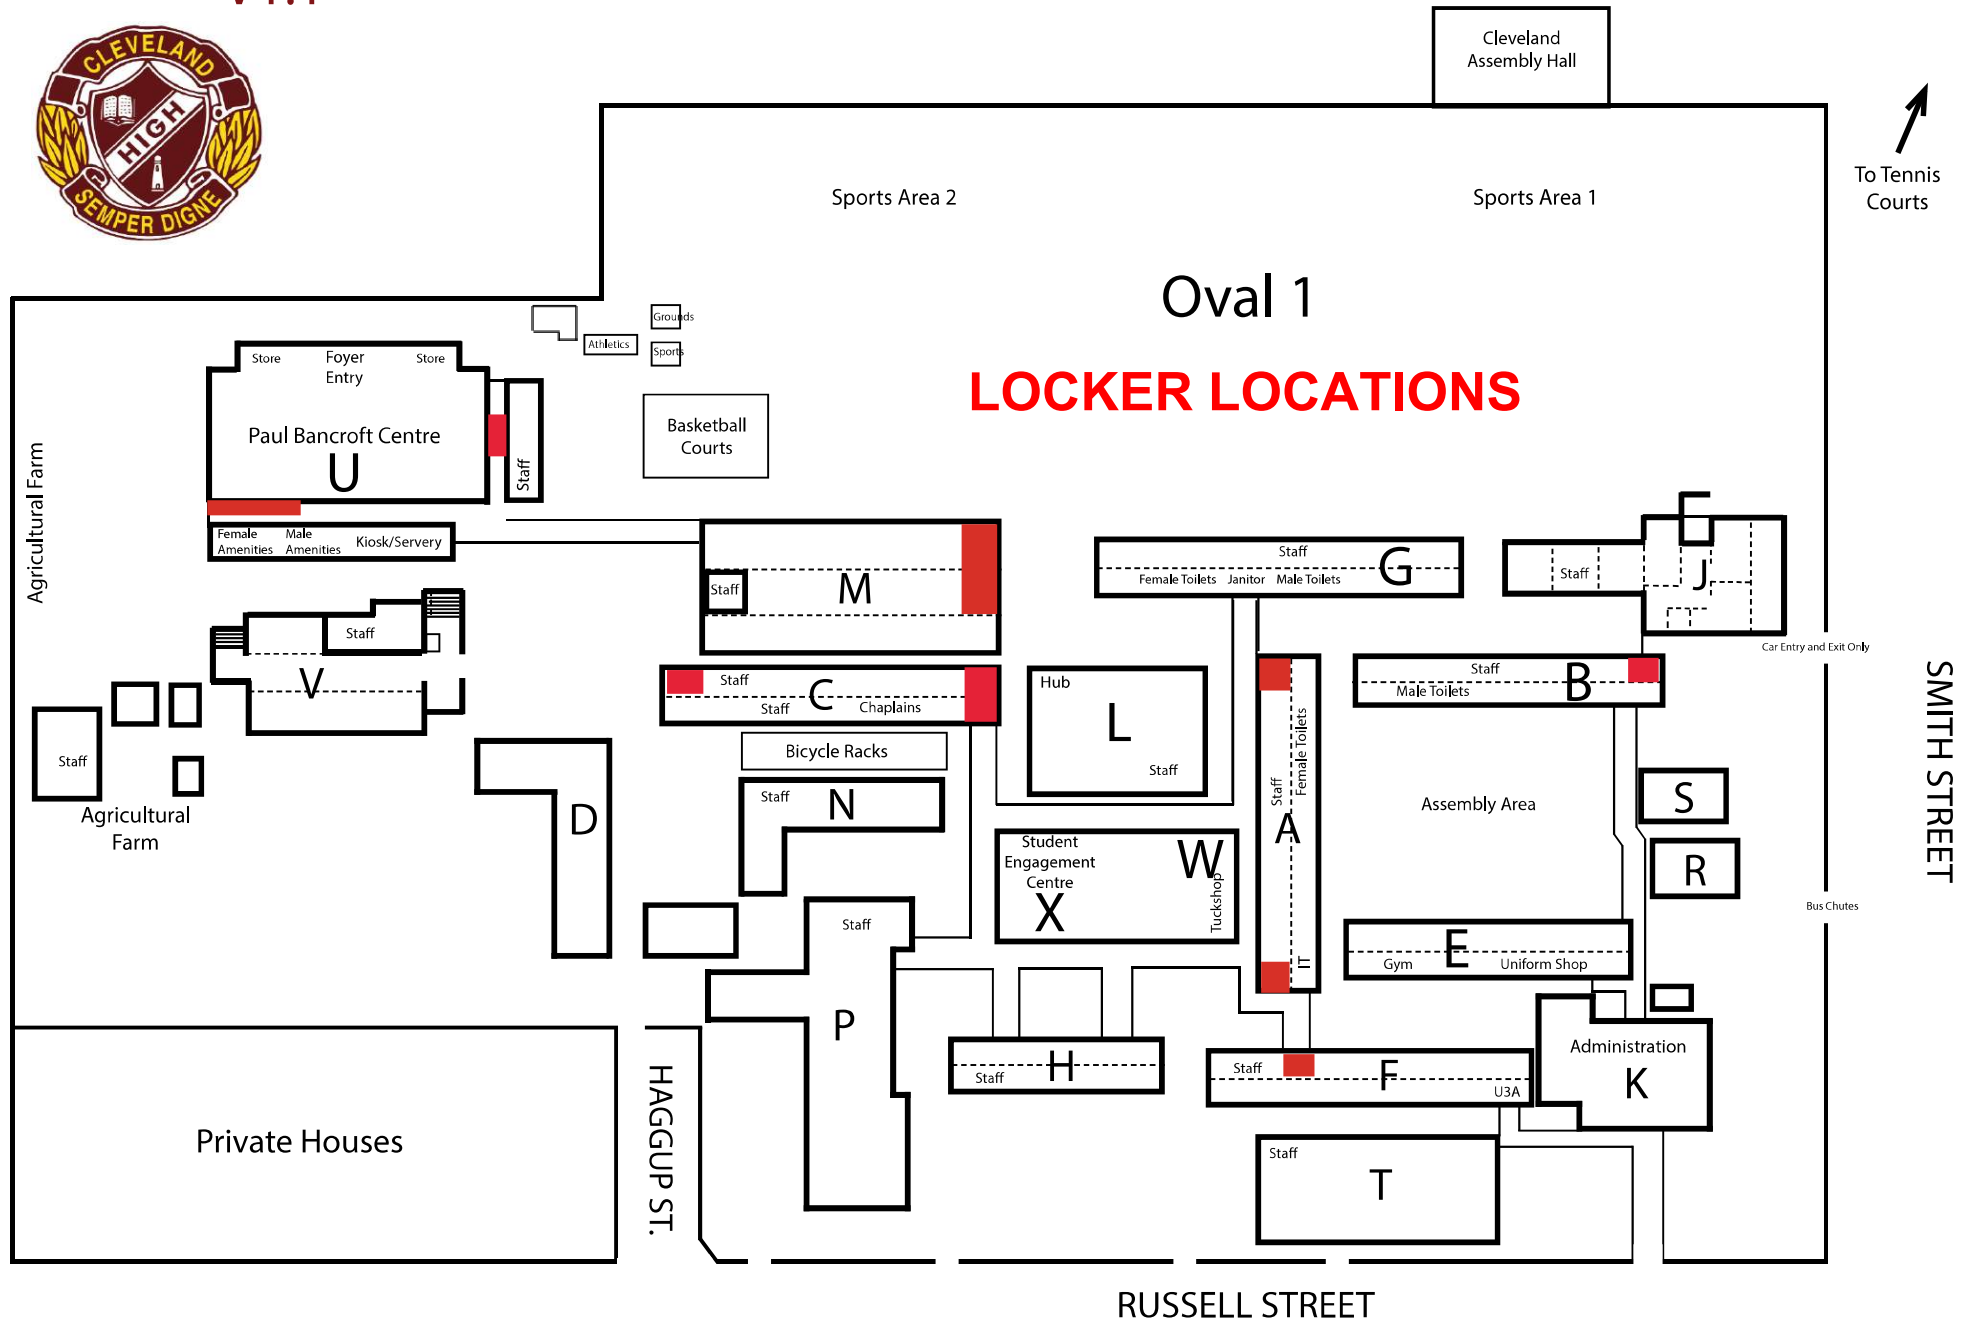 CLEVELAND
HIGH
SEMPER DIGNE
Cleveland
Assembly Hall
To Tennis
Courts
Sports Area 2
Sports Area 1
Oval 1
LOCKER LOCATIONS
Grounds
Athletics
Sports
Store
Foyer
Entry
Store
Paul Bancroft Centre
U
Staff
Basketball
Courts
Agricultural Farm
Female
Amenities
Male
Amenities
Kiosk/Servery
M
Staff
Staff
G
Female Toilets
Janitor
Male Toilets
Staff
J
Car Entry and Exit Only
Staff
V
Staff
C
Staff
Chaplains
Hub
L
Staff
Staff
B
Male Toilets
SMITH STREET
Staff
Agricultural
Farm
Bicycle Racks
Staff
N
D
A
Staff
Female Toilets
IT
Assembly Area
S
R
Bus Chutes
Student
Engagement
Centre
X
W
Tuckshop
Staff
P
E
Gym
Uniform Shop
H
Staff
Staff
F
U3A
Administration
K
Private Houses
HAGGUP ST.
Staff
T
RUSSELL STREET